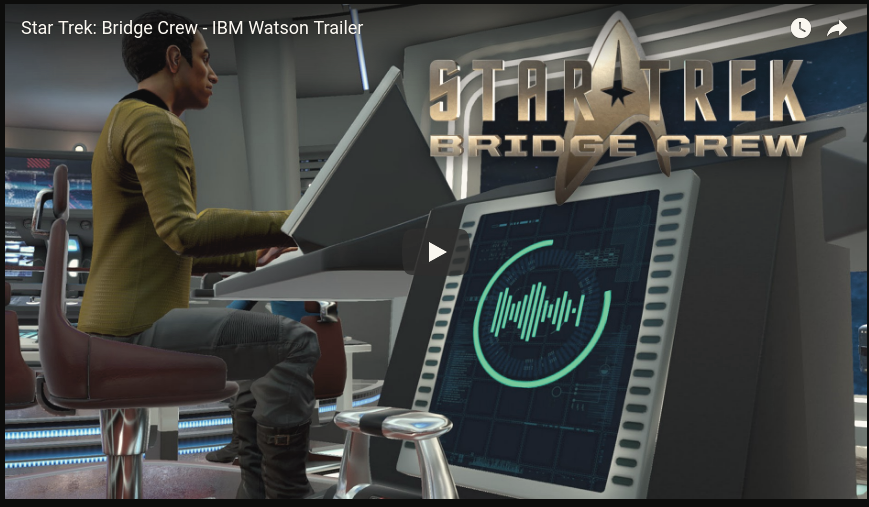 Star Trek: Bridge Crew - IBM Watson Trailer
STAR TREK
BRIDGE CREW